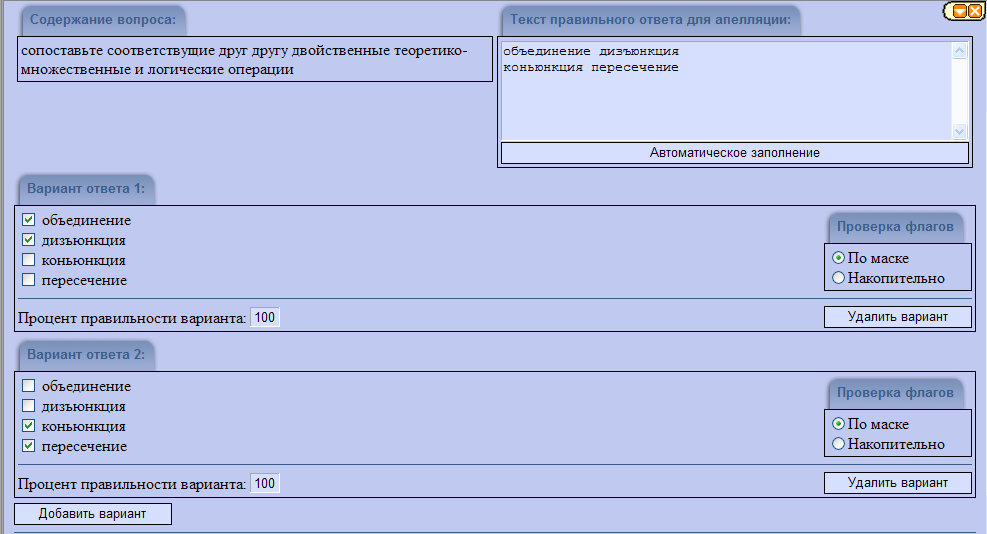 Содержание вопроса:
сопоставьте соответствущие друг другу двойственные теоретико-
множественные и логические операции
Текст правильного ответа для апелляции:
объединение дизъюнкция
коньюнкция пересечение
Автоматическое заполнение
Вариант ответа 1:
объединение
дизъюнкция
коньюнкция
пересечение
Проверка флагов
По маске
Накопительно
Процент правильности варианта: 100
Удалить вариант
Вариант ответа 2:
объединение
дизъюнкция
коньюнкция
пересечение
Проверка флагов
По маске
Накопительно
Процент правильности варианта: 100
Удалить вариант
Добавить вариант